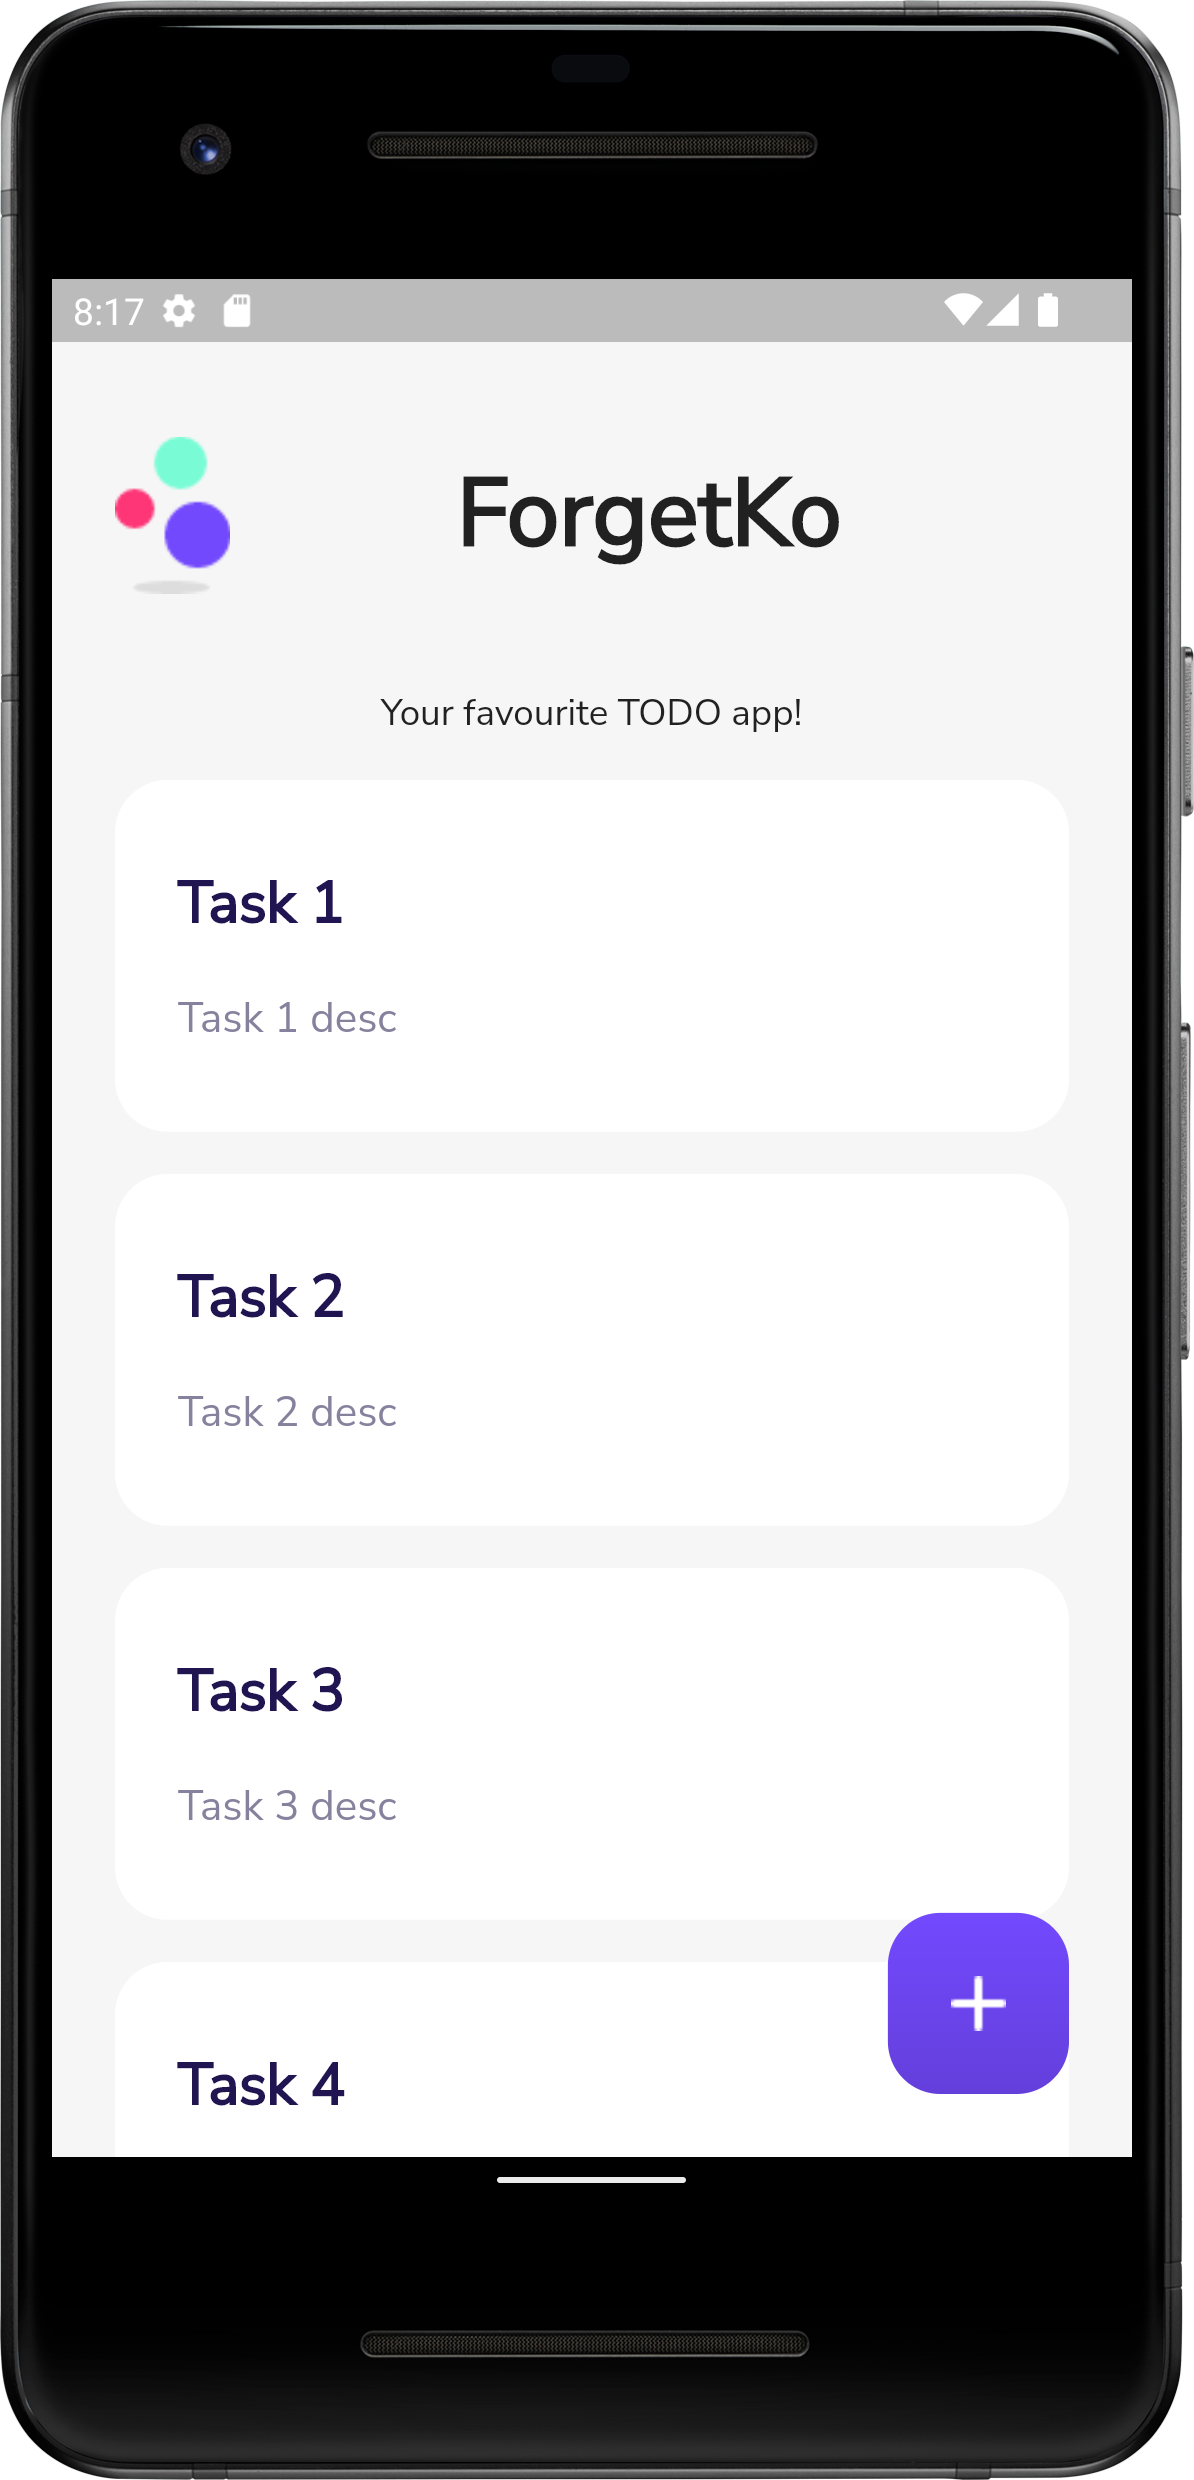 8:17
ForgetKo
Your favourite TODO app!
Task 1
Task 1 desc
Task 2
Task 2 desc
Task 3
Task 3 desc
Task 4